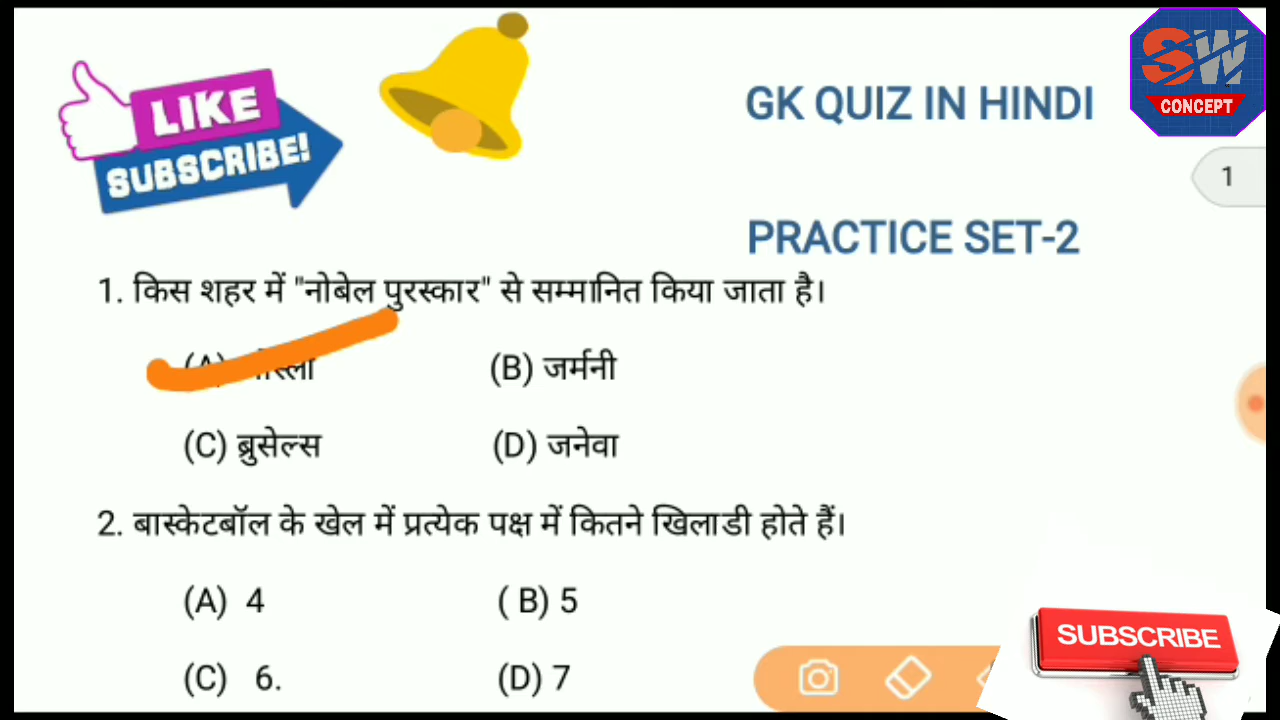 LIKE
SUBSCRIBE!
GK QUIZ IN HINDI
SW
CONCEPT
1
PRACTICE SET-2
1. किस शहर में "नोबेल पुरस्कार" से सम्मानित किया जाता है।
(A) (B) जर्मनी
(C) ब्रुसेल्स (D) जनेवा
2. बास्केटबॉल के खेल में प्रत्येक पक्ष में कितने खिलाडी होते हैं।
(A) 4 ( B) 5
(C) 6. (D) 7
SUBSCRIBE